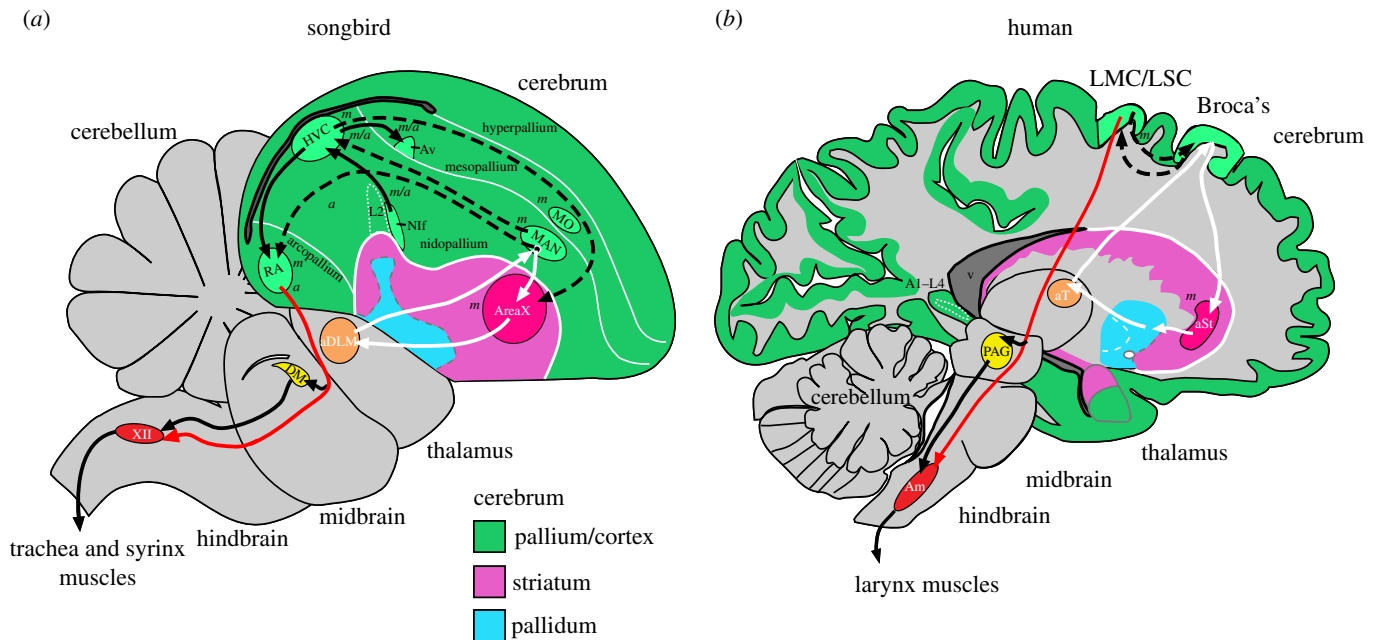 (a)
songbird
cerebrum
cerebellum
m
HVC
m/a
m/a
Av
hyperpallium
mesopallium
m/a
a
L2
NIf
nidopallium
m
MO
m
MAN
arcopallium
RA
m
a
m
AreaX
aDLM
DM
XII
thalamus
midbrain
hindbrain
trachea and syrinx
muscles
cerebrum
pallium/cortex
striatum
pallidum
(b)
human
LMC/LSC
Broca's
cerebrum
m
v
A1–L4
aT
m
aSt
PAG
cerebellum
Am
thalamus
midbrain
hindbrain
larynx muscles